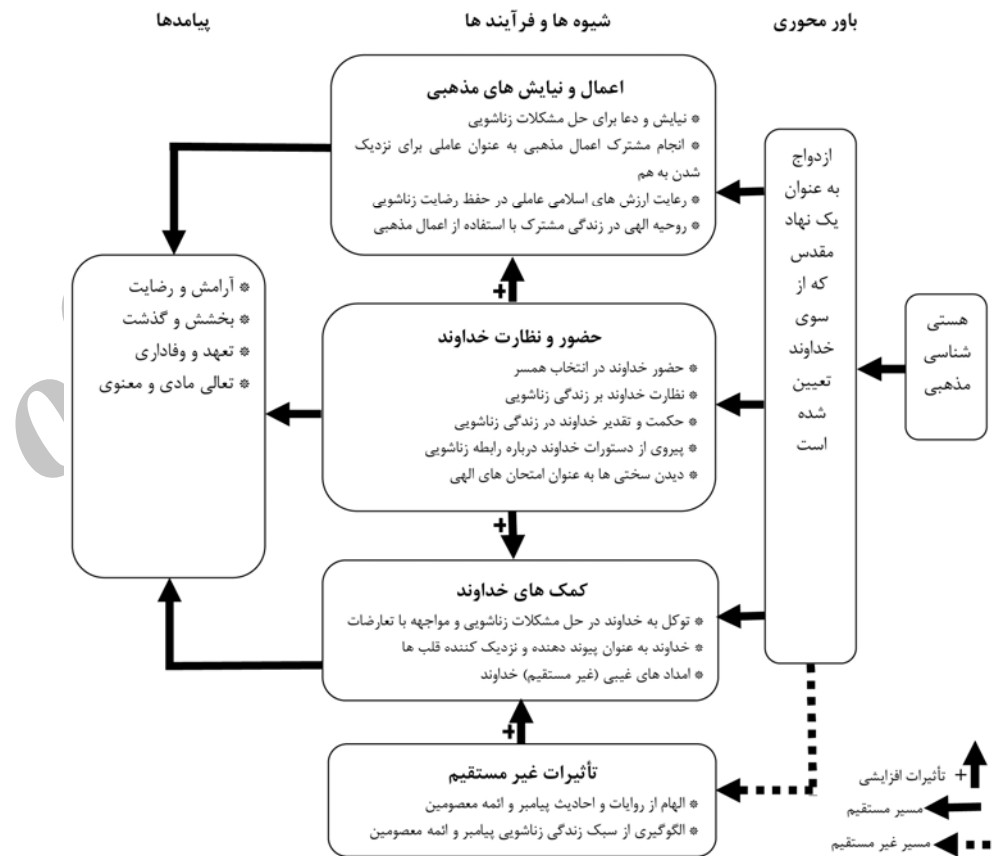 باور محوری
شیوه ها و فرآیند ها
پیامدها
هستی
شناسی
مذهبی
ازدواج
به عنوان
یک نهاد
مقدس
که از
سوی
خداوند
تعیین
شده
است
اعمال و نیایش های مذهبی
* نیایش و دعا برای حل مشکلات زناشویی
* انجام مشترک اعمال مذهبی به عنوان عاملی برای نزدیک
شدن به هم
* رعایت ارزش های اسلامی عاملی در حفظ رضایت زناشویی
* روحیه الهی در زندگی مشترک با استفاده از اعمال مذهبی
+
حضور و نظارت خداوند
* حضور خداوند در انتخاب همسر
* نظارت خداوند بر زندگی زناشویی
* حکمت و تقدیر خداوند در زندگی زناشویی
* پیروی از دستورات خداوند درباره رابطه زناشویی
* دیدن سختی ها به عنوان امتحان های الهی
+
کمک های خداوند
* توکل به خداوند در حل مشکلات زناشویی و مواجهه با تعارضات
* خداوند به عنوان پیوند دهنده و نزدیک کننده قلب ها
* امداد های غیبی (غیر مستقیم) خداوند
+
تأثیرات غیر مستقیم
* الهام از روایات و احادیث پیامبر و ائمه معصومین
* الگوگیری از سبک زندگی زناشویی پیامبر و ائمه معصومین
* آرامش و رضایت
* بخشش و گذشت
* تعهد و وفاداری
* تعالی مادی و معنوی
+ تأثیرات افزایشی
مسیر مستقیم
مسیر غیر مستقیم